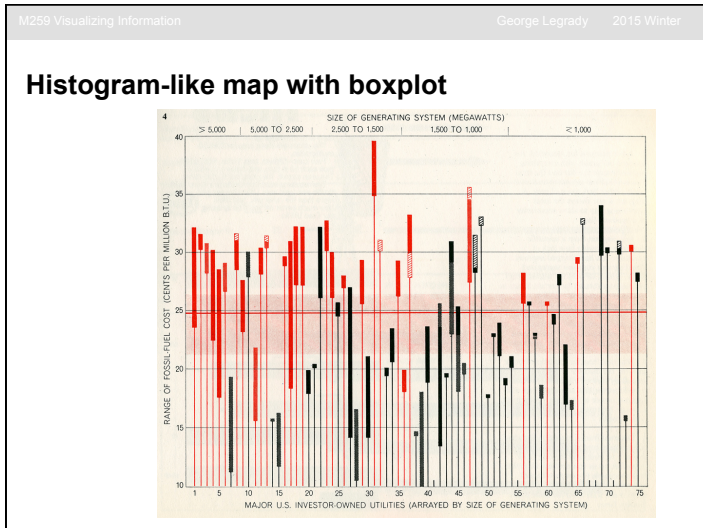 M259 Visualizing Information George Legrady 2015 Winter
Histogram-like map with boxplot
4
SIZE OF GENERATING SYSTEM (MEGAWATTS)
> 5,000 | 5,000 TO 2,500 | 2,500 TO 1,500 | 1,500 TO 1,000 | < 1,000
40
35
30
25
20
15
10
RANGE OF FOSSIL-FUEL COST (CENTS PER MILLION B.T.U.)
1 5 10 15 20 25 30 35 40 45 50 55 60 65 70 75
MAJOR U.S. INVESTOR-OWNED UTILITIES (ARRAYED BY SIZE OF GENERATING SYSTEM)